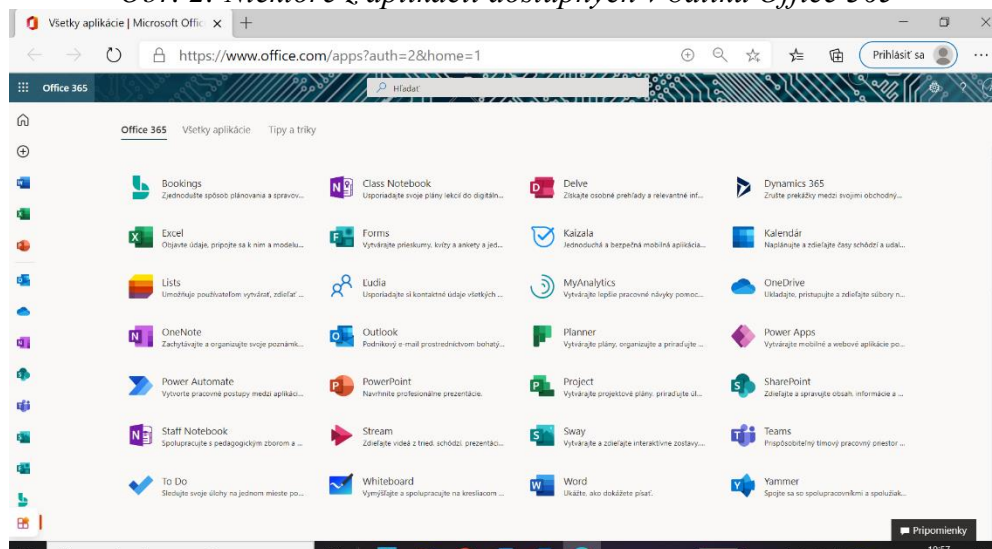 Obr. 2: Niektoré z aplikácií dostupných v balíku Office 365
Všetky aplikácie | Microsoft Offic
https://www.office.com/apps?auth=2&home=1
Prihlásiť sa
Office 365
Hľadať
Office 365 Všetky aplikácie Tipy a triky
Bookings
Zjednodušte spôsob plánovania a spravov...
Class Notebook
Usporiadajte svoje plány lekcií do digitáln...
Delve
Získajte osobné prehľady a relevantné inf...
Dynamics 365
Zrušte prekážky medzi svojimi obchodný...
Excel
Objavte údaje, pripojte sa k nim a modelu...
Forms
Vytvárajte prieskumy, kvízy a ankety a jed...
Kaizala
Jednoduchá a bezpečná mobilná aplikácia...
Kalendár
Naplánujte a zdieľajte časy schôdzí a udal...
Lists
Umožňuje používateľom vytvárať, zdieľať ...
Ľudia
Usporiadajte si kontaktné údaje všetkých ...
MyAnalytics
Vytvárajte lepšie pracovné návyky pomoc...
OneDrive
Ukladajte, pristupujte a zdieľajte súbory n...
OneNote
Zachytávajte a organizujte svoje poznámk...
Outlook
Podnikový e-mail prostredníctvom bohatý...
Planner
Vytvárajte plány, organizujte a priraďujte ...
Power Apps
Vytvárajte mobilné a webové aplikácie po...
Power Automate
Vytvorte pracovné postupy medzi aplikáci...
PowerPoint
Navrhnite profesionálne prezentácie.
Project
Vytvárajte projektové plány, priraďujte úl...
SharePoint
Zdieľajte a spravujte obsah, informácie a ...
Staff Notebook
Spolupracujte s pedagogickým zborom a ...
Stream
Zdieľajte videá z tried, schôdzí, prezentác...
Sway
Vytvárajte a zdieľajte interaktívne zostavy,...
Teams
Prispôsobiteľný tímový pracovný priestor ...
To Do
Sledujte svoje úlohy na jednom mieste po...
Whiteboard
Vymýšľajte a spolupracujte na kresliacom ...
Word
Ukážte, ako dokážete písať.
Yammer
Spojte sa so spolupracovníkmi a spolužiak...
Pripomienky
10:57